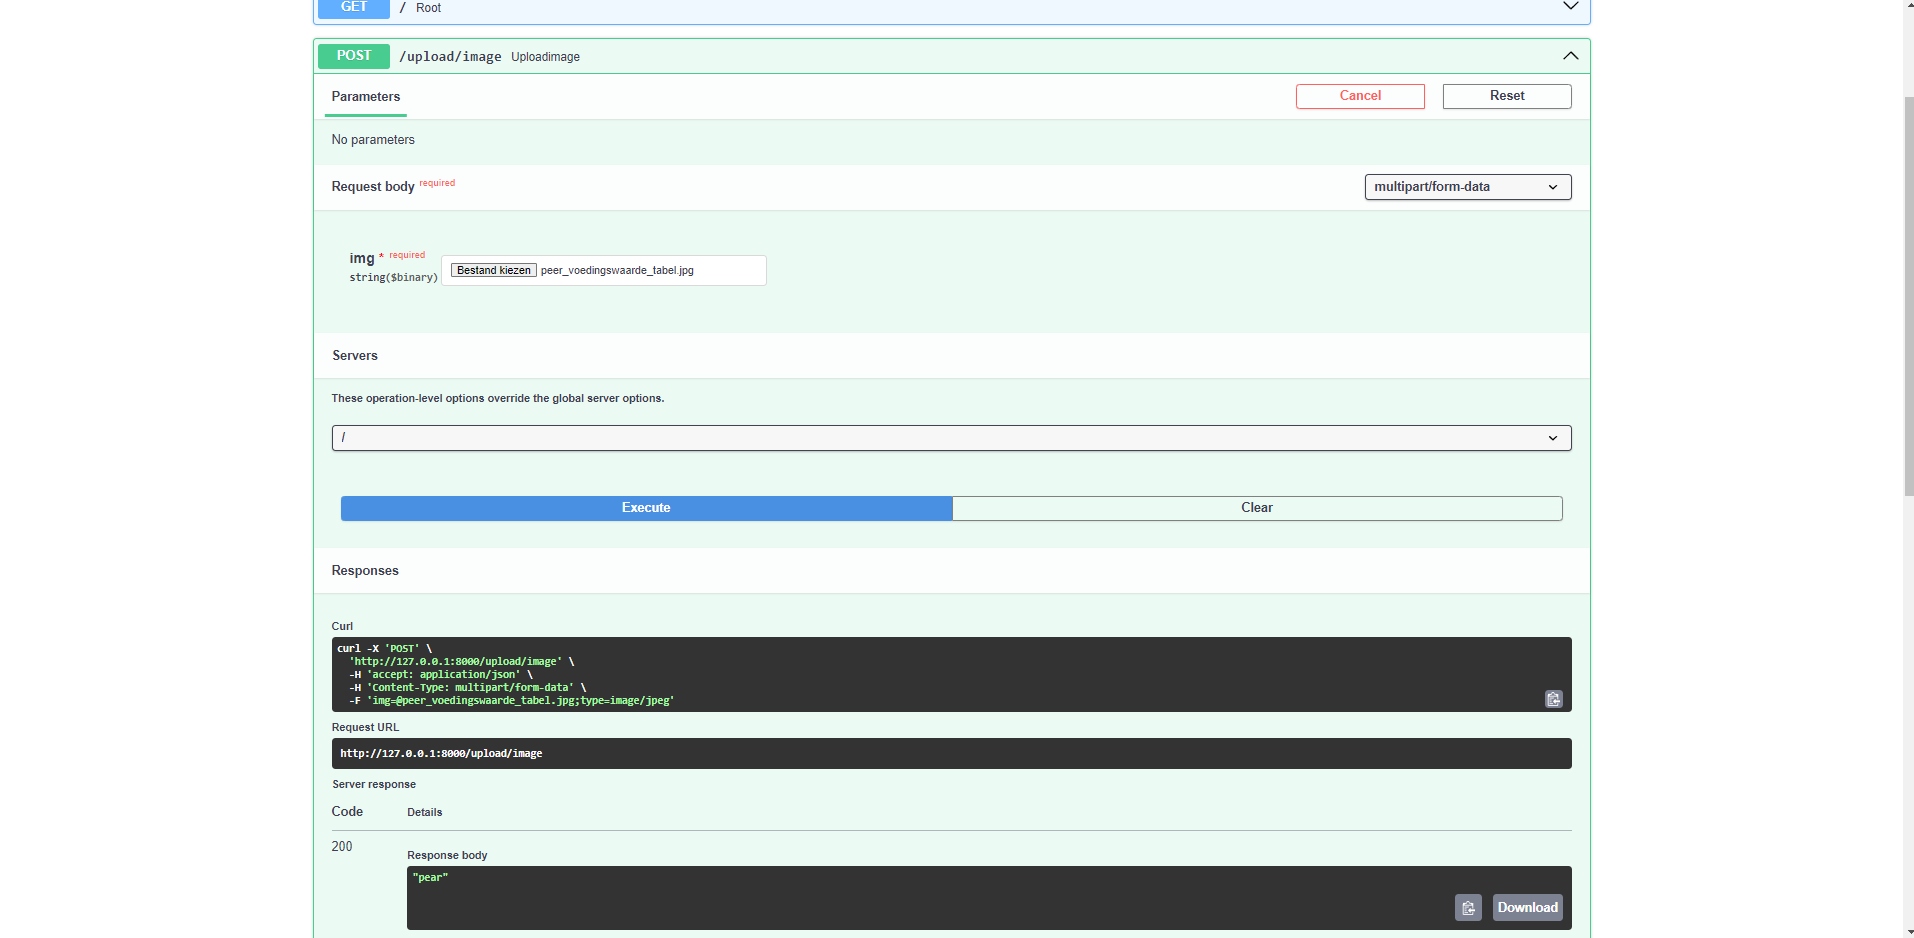 GET / Root
POST /upload/image Uploadimage
Parameters Cancel Reset
No parameters
Request body required multipart/form-data
img * required
string($binary) Bestand kiezen peer_voedingswaarde_tabel.jpg
Servers
These operation-level options override the global server options.
/
Execute Clear
Responses
Curl
curl -X 'POST' \
'http://127.0.0.1:8000/upload/image' \
-H 'accept: application/json' \
-H 'Content-Type: multipart/form-data' \
-F 'img=@peer_voedingswaarde_tabel.jpg;type=image/jpeg'
Request URL
http://127.0.0.1:8000/upload/image
Server response
Code Details
200
Response body
"pear"
Download